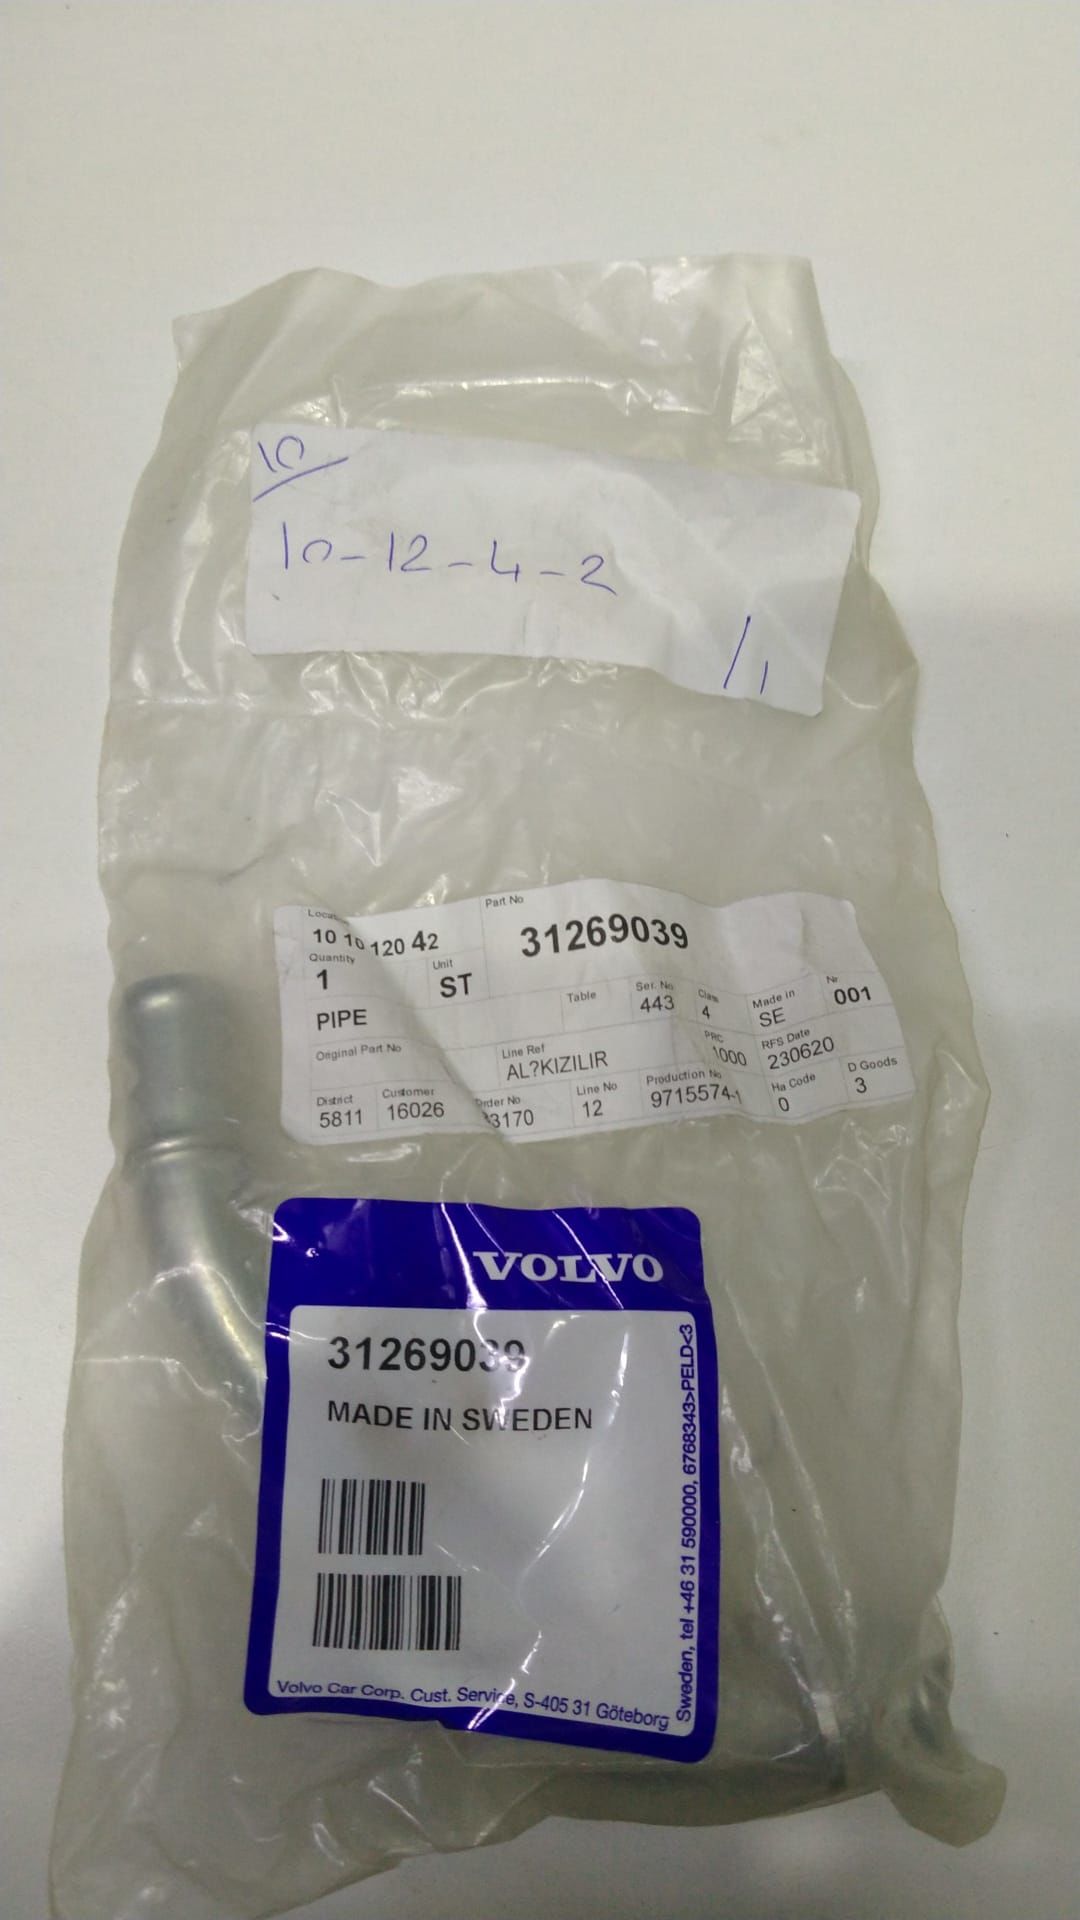 10
10-12-4-2
/1
Part No
31269039
10 10 120 42
Quantity
1
Unit
ST
PIPE
Table
Ser. No
443
Class
4
Made in
SE
Nr
001
Original Part No
Line Ref
AL?KIZILIR
PRC
1000
RFS Date
230620
District
5811
Customer
16026
Order No
3170
Line No
12
Production No
9715574-1
Ha Code
0
D Goods
3
VOLVO
31269039
MADE IN SWEDEN
Volvo Car Corp. Cust. Service, S-405 31 Göteborg
Sweden, tel +46 31 590000, 6768343>PELD<3